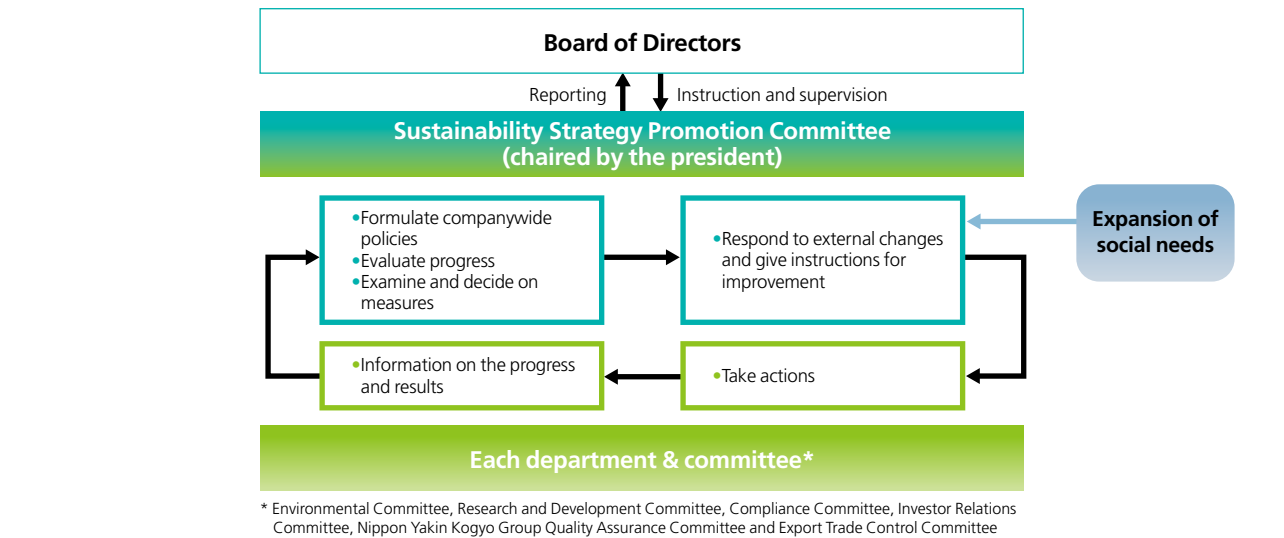 Board of Directors
Reporting
Instruction and supervision
Sustainability Strategy Promotion Committee
(chaired by the president)
•Formulate companywide
policies
•Evaluate progress
•Examine and decide on
measures
•Respond to external changes
and give instructions for
improvement
Expansion of
social needs
•Information on the progress
and results
•Take actions
Each department & committee*
* Environmental Committee, Research and Development Committee, Compliance Committee, Investor Relations
Committee, Nippon Yakin Kogyo Group Quality Assurance Committee and Export Trade Control Committee